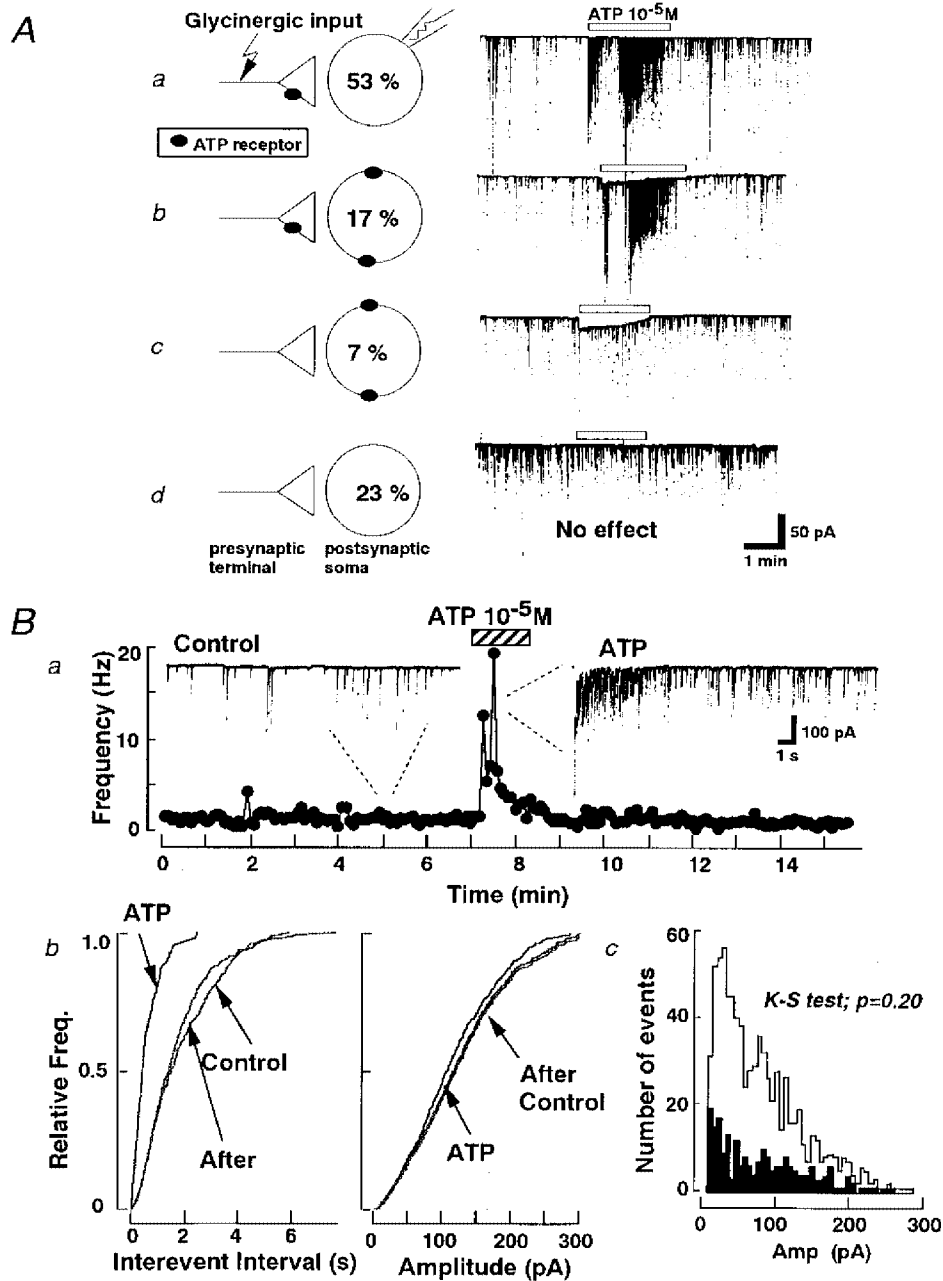 A
Glycinergic input
ATP 10-5M
a
53 %
ATP receptor
b
17 %
c
7 %
d
23 %
presynaptic terminal
postsynaptic soma
No effect
50 pA
1 min
B
ATP 10-5M
a
Control
ATP
Frequency (Hz)
20
10
0
100 pA
1 s
0 2 4 6 8 10 12 14
Time (min)
b
ATP
Relative Freq.
1.0
0.5
0
Control
After
0 2 4 6
Interevent Interval (s)
After
Control
ATP
0 100 200 300
Amplitude (pA)
c
Number of events
60
40
20
0
K-S test; p=0.20
0 100 200 300
Amp (pA)